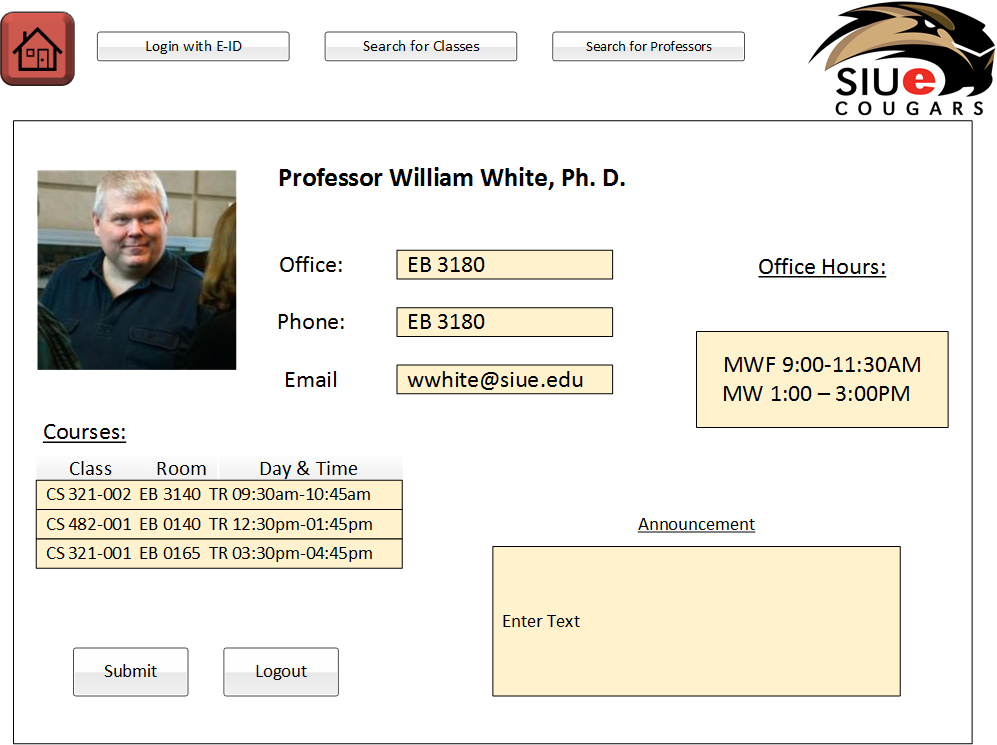 Login with E-ID
Search for Classes
Search for Professors
SIUe
COUGARS
Professor William White, Ph. D.
Office:
EB 3180
Office Hours:
Phone:
EB 3180
MWF 9:00-11:30AM
MW 1:00 – 3:00PM
Email
wwhite@siue.edu
Courses:
Class Room Day & Time
CS 321-002 EB 3140 TR 09:30am-10:45am
CS 482-001 EB 0140 TR 12:30pm-01:45pm
CS 321-001 EB 0165 TR 03:30pm-04:45pm
Announcement
Enter Text
Submit
Logout